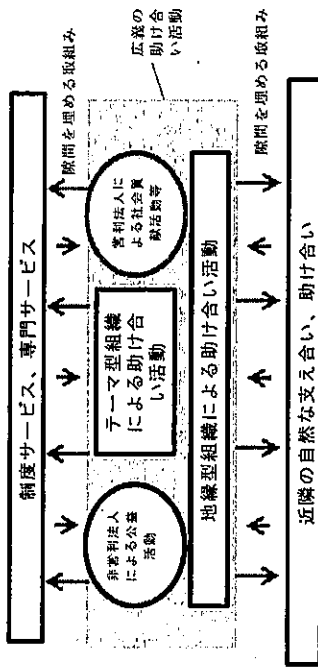 制度サービス、専門サービス
隙間を埋める取組み
非営利法人
による公益
活動
テーマ型組織
による助け合
い活動
営利法人に
よる社会貢
献活動等
広義の
助け合
い活動
地縁型組織による助け合い活動
隙間を埋める取組み
近隣の自然な支え合い、助け合い